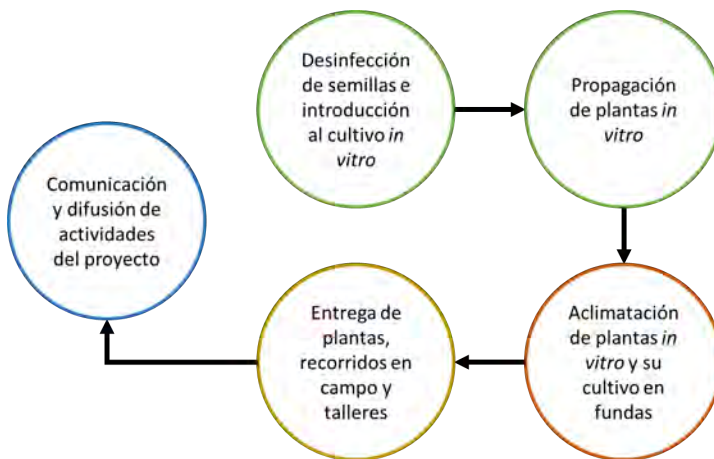 Desinfección
de semillas e
introducción
al cultivo in
vitro
Propagación
de plantas in
vitro
Aclimatación
de plantas in
vitro y su
cultivo en
fundas
Entrega de
plantas,
recorridos en
campo y
talleres
Comunicación
y difusión de
actividades
del proyecto